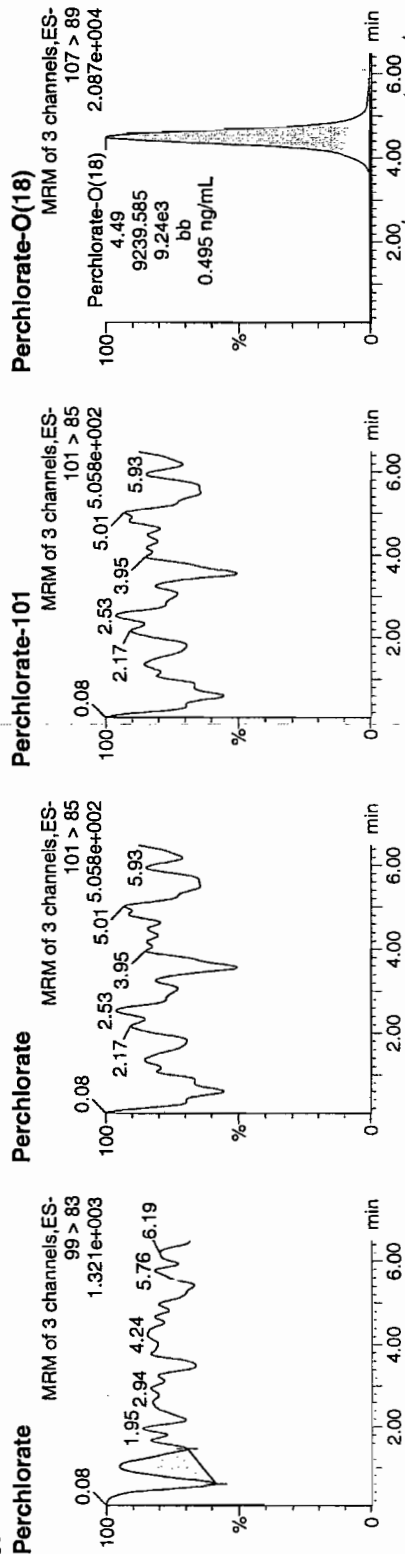 Perchlorate
MRM of 3 channels,ES-
99 > 83
1.321e+003
100
0.08
1.95
2.94
4.24
5.76
6.19
%
0
2.00
4.00
6.00
min
Perchlorate
MRM of 3 channels,ES-
101 > 85
5.058e+002
100
0.08
2.17
2.53
3.95
5.01
5.93
%
0
2.00
4.00
6.00
min
Perchlorate-101
MRM of 3 channels,ES-
101 > 85
5.058e+002
100
0.08
2.17
2.53
3.95
5.01
5.93
%
0
2.00
4.00
6.00
min
Perchlorate-O(18)
MRM of 3 channels,ES-
107 > 89
2.087e+004
100
Perchlorate-O(18)
4.49
9239.585
9.24e3
bb
0.495 ng/mL
%
0
2.00
4.00
6.00
min